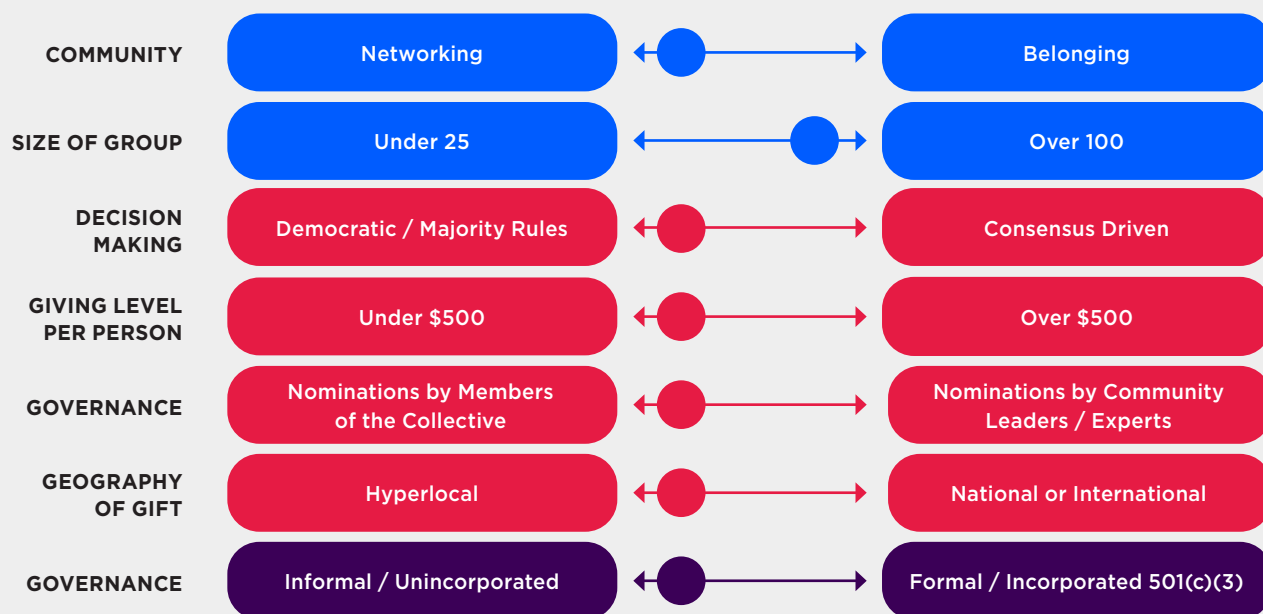 COMMUNITY
Networking
Belonging
SIZE OF GROUP
Under 25
Over 100
DECISION
MAKING
Democratic / Majority Rules
Consensus Driven
GIVING LEVEL
PER PERSON
Under $500
Over $500
GOVERNANCE
Nominations by Members
of the Collective
Nominations by Community
Leaders / Experts
GEOGRAPHY
OF GIFT
Hyperlocal
National or International
GOVERNANCE
Informal / Unincorporated
Formal / Incorporated 501(c)(3)